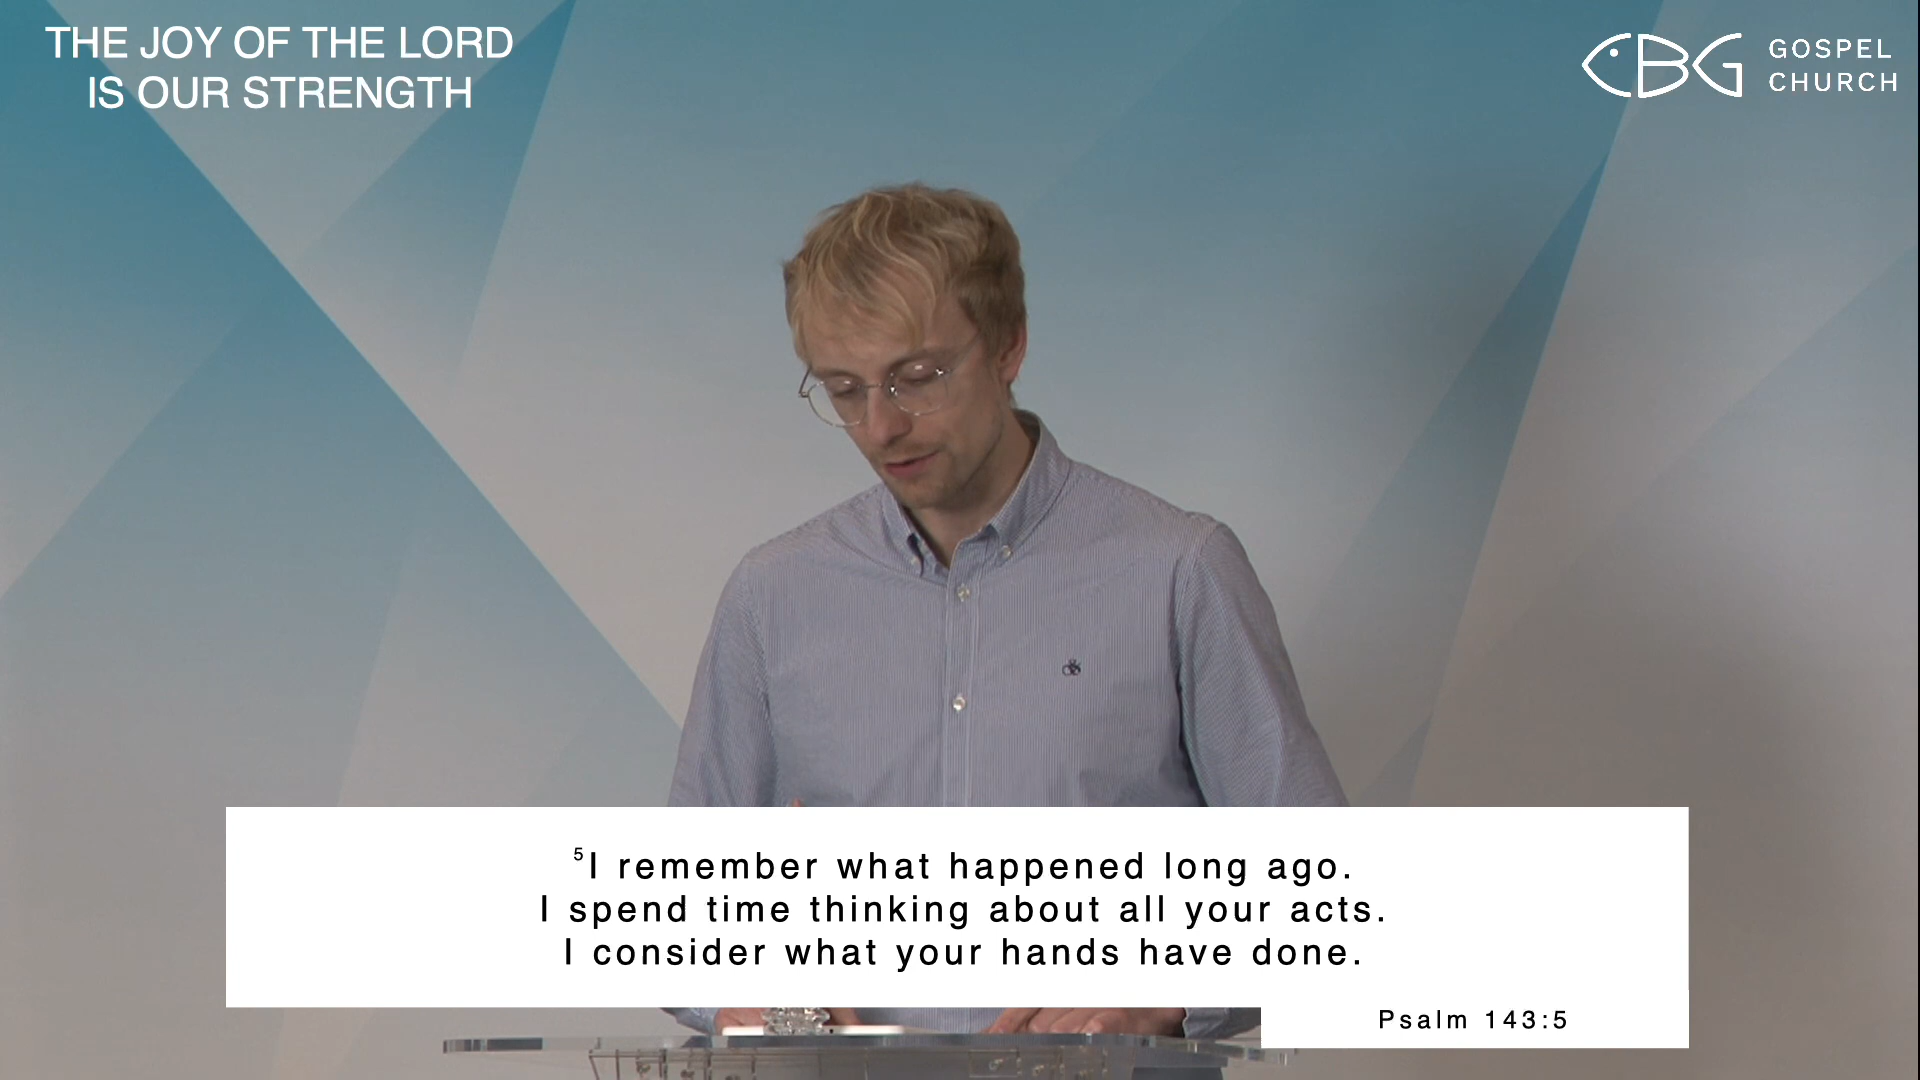 THE JOY OF THE LORD
IS OUR STRENGTH
CBG GOSPEL
CHURCH
⁵I remember what happened long ago.
I spend time thinking about all your acts.
I consider what your hands have done.
Psalm 143:5